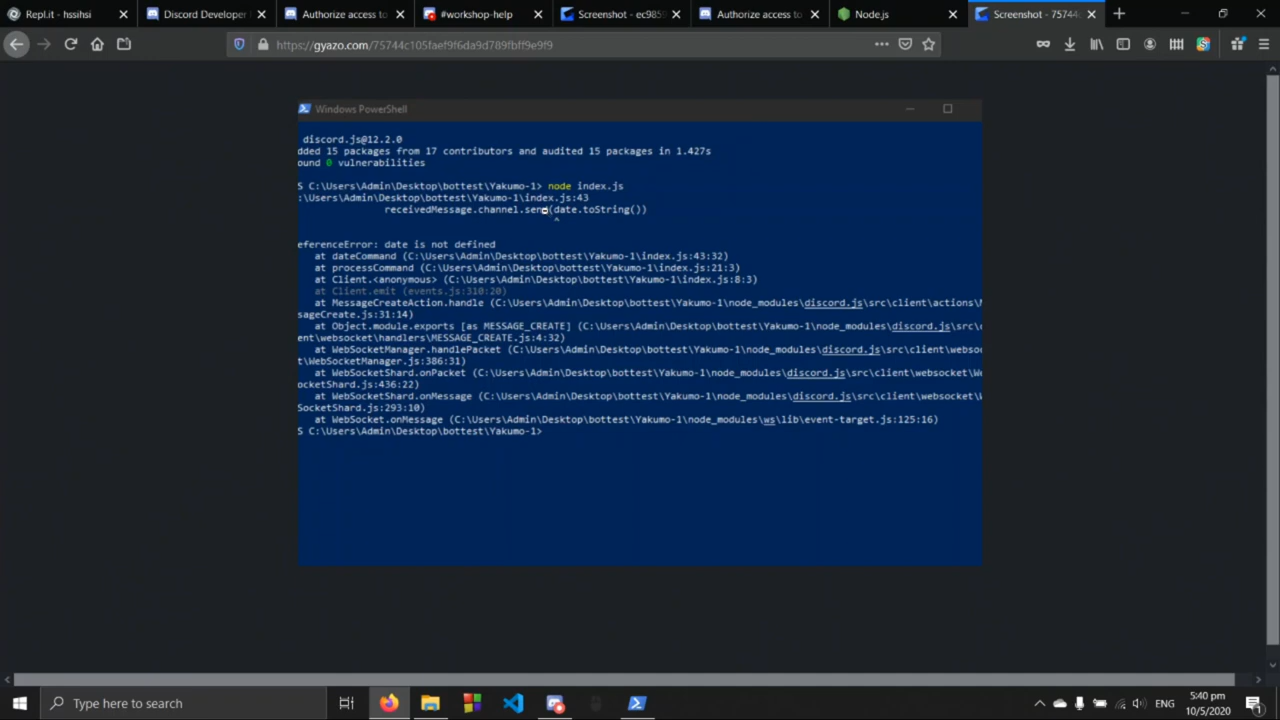 Repl.it - hssihsi
Discord Developer
Authorize access to
#workshop-help
Screenshot - ec985
Authorize access to
Node.js
Screenshot - 75744
https://gyazo.com/75744c105faef9f6da9d789fbff9e9f9
Windows PowerShell
discord.js@12.2.0
dded 15 packages from 17 contributors and audited 15 packages in 1.427s
ound 0 vulnerabilities
S C:\Users\Admin\Desktop\bottest\Yakumo-1> node index.js
:\Users\Admin\Desktop\bottest\Yakumo-1\index.js:43
receivedMessage.channel.send(date.toString())
^
eferenceError: date is not defined
at dateCommand (C:\Users\Admin\Desktop\bottest\Yakumo-1\index.js:43:32)
at processCommand (C:\Users\Admin\Desktop\bottest\Yakumo-1\index.js:21:3)
at Client.<anonymous> (C:\Users\Admin\Desktop\bottest\Yakumo-1\index.js:8:3)
at Client.emit (events.js:310:20)
at MessageCreateAction.handle (C:\Users\Admin\Desktop\bottest\Yakumo-1\node_modules\discord.js\src\client\actions\M
sageCreate.js:31:14)
at Object.module.exports [as MESSAGE_CREATE] (C:\Users\Admin\Desktop\bottest\Yakumo-1\node_modules\discord.js\src\c
ent\websocket\handlers\MESSAGE_CREATE.js:4:32)
at WebSocketManager.handlePacket (C:\Users\Admin\Desktop\bottest\Yakumo-1\node_modules\discord.js\src\client\webso
t\WebSocketManager.js:386:31)
at WebSocketShard.onPacket (C:\Users\Admin\Desktop\bottest\Yakumo-1\node_modules\discord.js\src\client\websocket\W
ocketShard.js:436:22)
at WebSocketShard.onMessage (C:\Users\Admin\Desktop\bottest\Yakumo-1\node_modules\discord.js\src\client\websocket\
SocketShard.js:293:10)
at WebSocket.onMessage (C:\Users\Admin\Desktop\bottest\Yakumo-1\node_modules\ws\lib\event-target.js:125:16)
S C:\Users\Admin\Desktop\bottest\Yakumo-1>
Type here to search
ENG
5:40 pm
10/5/2020
1